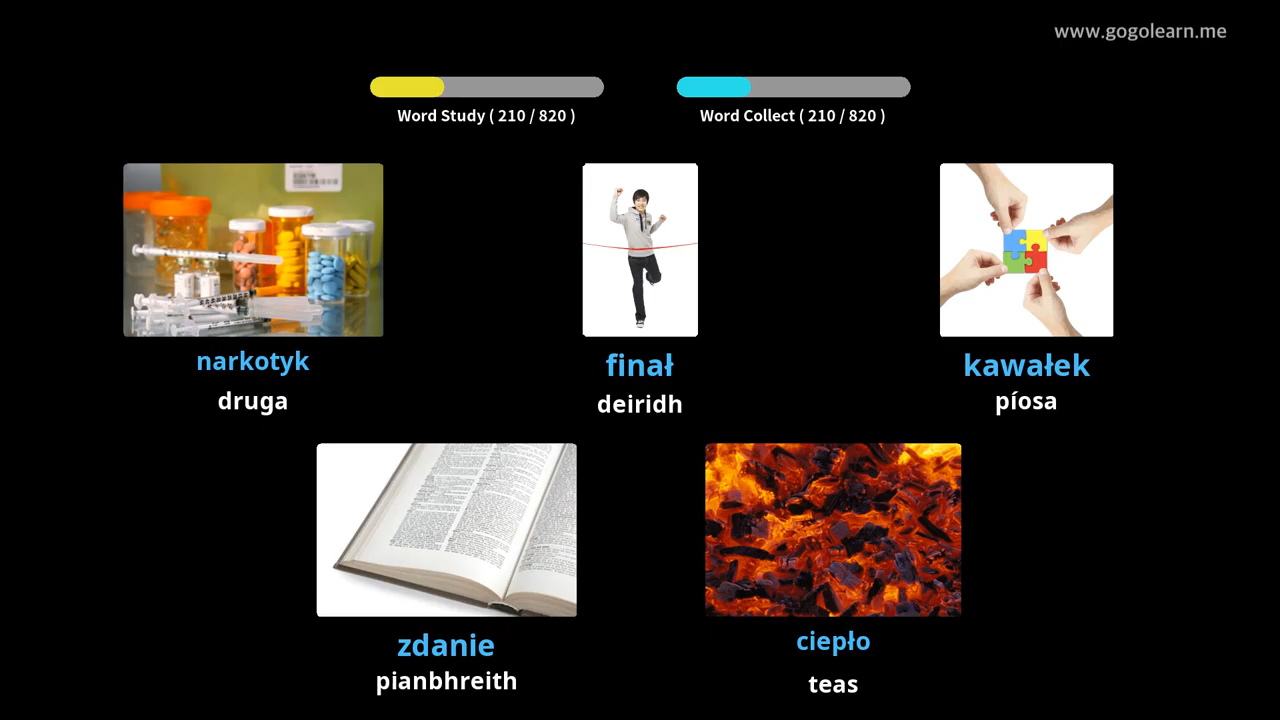 www.gogolearn.me
Word Study ( 210 / 820 )
Word Collect ( 210 / 820 )
narkotyk
druga
finał
deiridh
kawałek
píosa
zdanie
pianbhreith
ciepło
teas